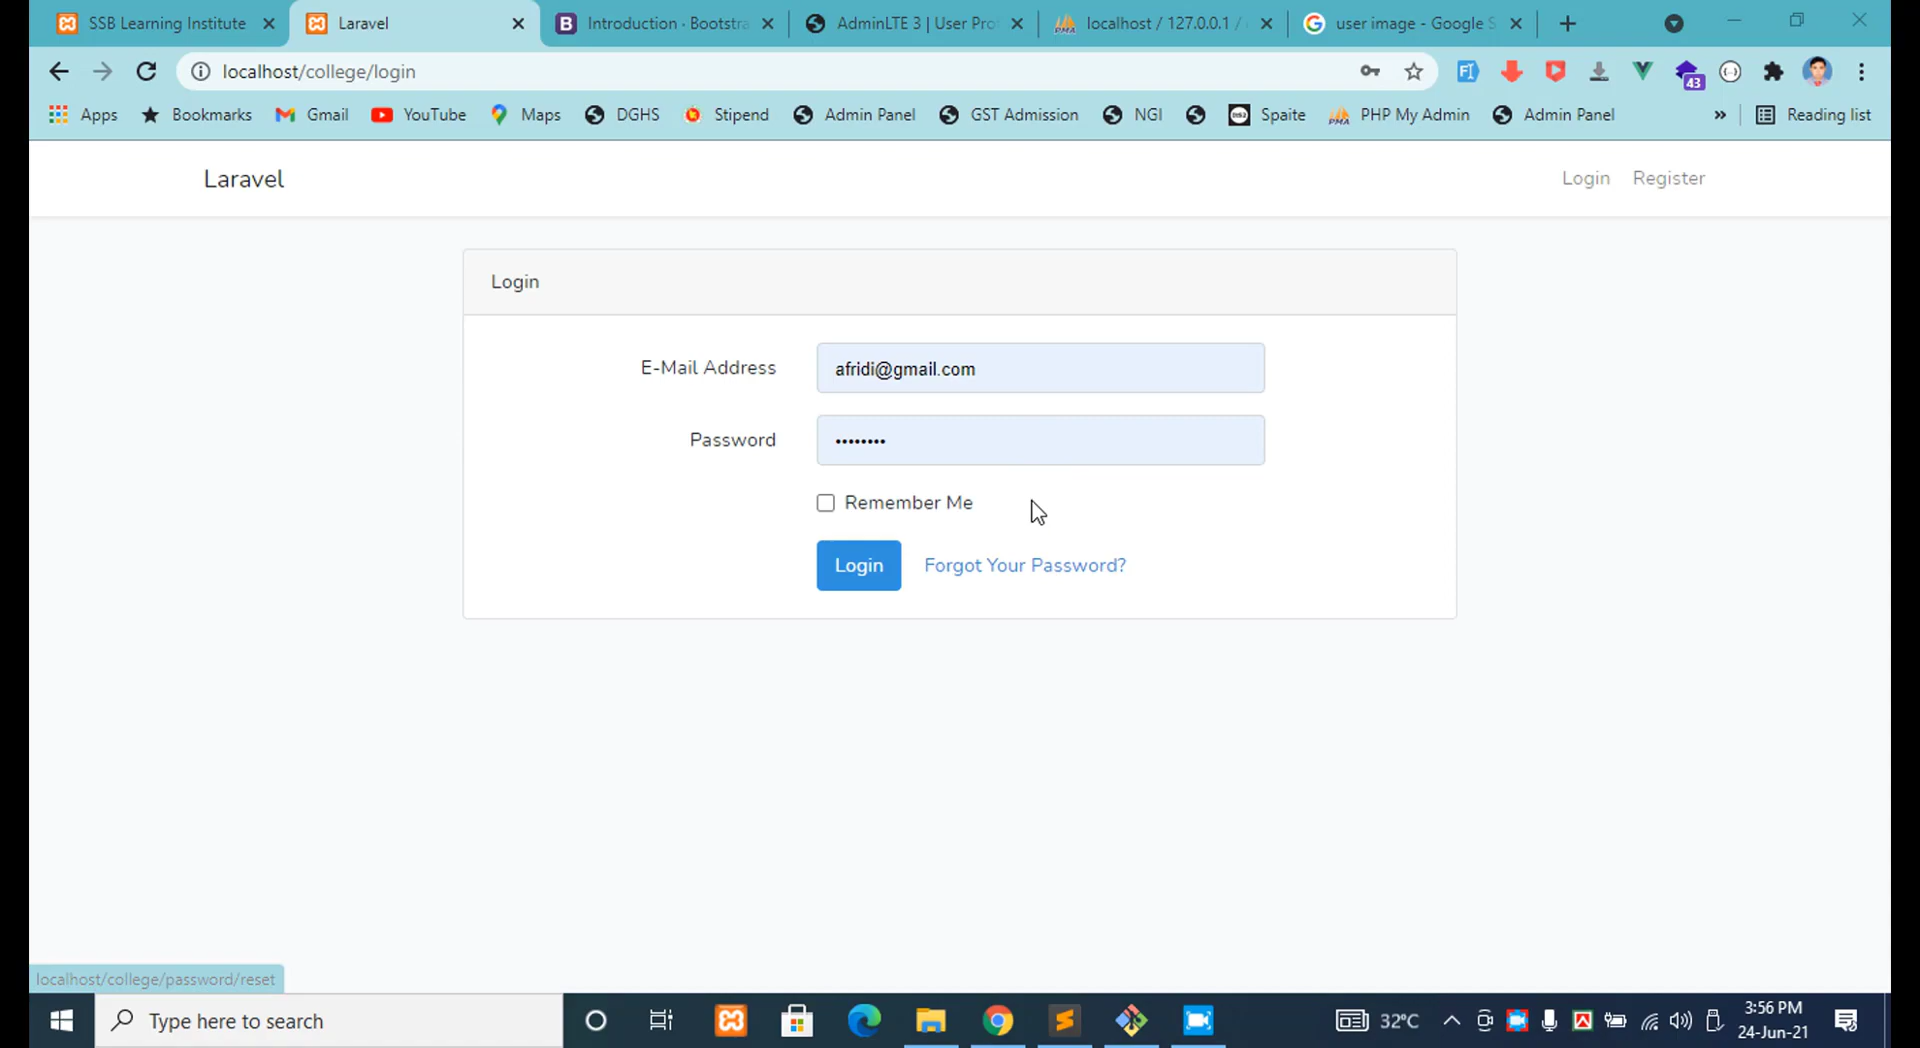 SSB Learning Institute
Laravel
Introduction · Bootstra
AdminLTE 3 | User Pro
localhost / 127.0.0.1 /
user image - Google S
localhost/college/login
43
Apps
Bookmarks
Gmail
YouTube
Maps
DGHS
Stipend
Admin Panel
GST Admission
NGI
Spaite
PHP My Admin
Admin Panel
»
Reading list
Laravel
Login
Register
Login
E-Mail Address
afridi@gmail.com
Password
••••••••
Remember Me
Login
Forgot Your Password?
localhost/college/password/reset
Type here to search
32°C
3:56 PM
24-Jun-21